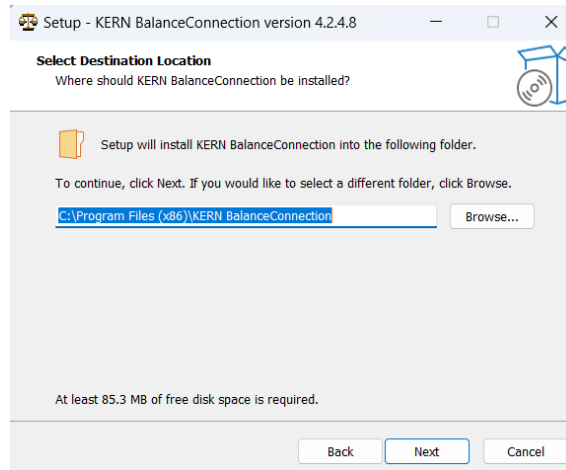 Setup - KERN BalanceConnection version 4.2.4.8
Select Destination Location
Where should KERN BalanceConnection be installed?
Setup will install KERN BalanceConnection into the following folder.
To continue, click Next. If you would like to select a different folder, click Browse.
C:\Program Files (x86)\KERN BalanceConnection
Browse...
At least 85.3 MB of free disk space is required.
Back Next Cancel